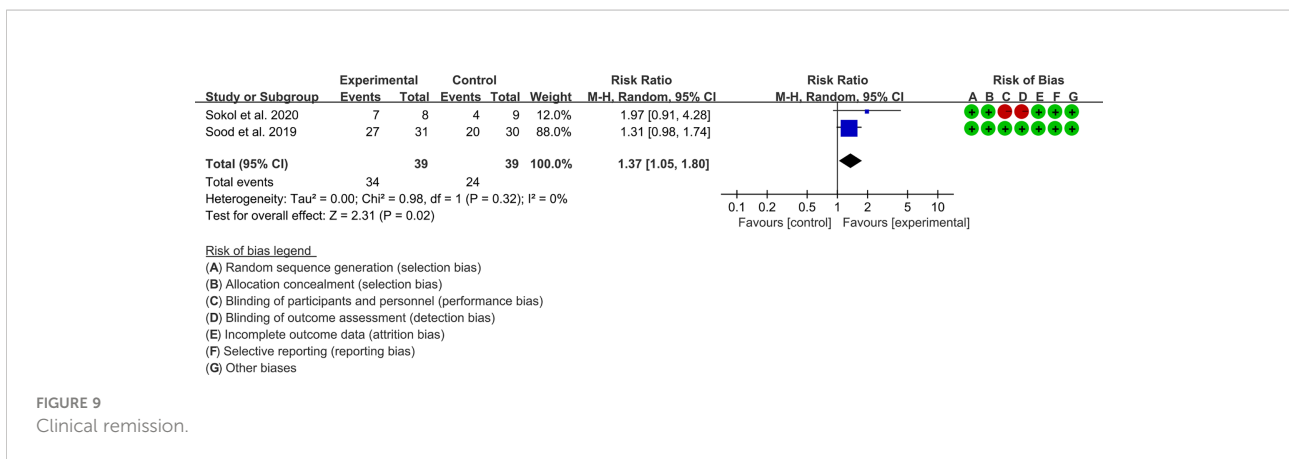 Experimental Control Risk Ratio Risk Ratio Risk of Bias
Study or Subgroup Events Total Events Total Weight M-H, Random, 95% CI M-H, Random, 95% CI A B C D E F G
Sokol et al. 2020 7 8 4 9 12.0% 1.97 [0.91, 4.28]
Sood et al. 2019 27 31 20 30 88.0% 1.31 [0.98, 1.74]
Total (95% CI) 39 39 100.0% 1.37 [1.05, 1.80]
Total events 34 24
Heterogeneity: Tau² = 0.00; Chi² = 0.98, df = 1 (P = 0.32); I² = 0%
Test for overall effect: Z = 2.31 (P = 0.02)
0.1 0.2 0.5 1 2 5 10
Favours [control] Favours [experimental]
Risk of bias legend
(A) Random sequence generation (selection bias)
(B) Allocation concealment (selection bias)
(C) Blinding of participants and personnel (performance bias)
(D) Blinding of outcome assessment (detection bias)
(E) Incomplete outcome data (attrition bias)
(F) Selective reporting (reporting bias)
(G) Other biases
FIGURE 9
Clinical remission.